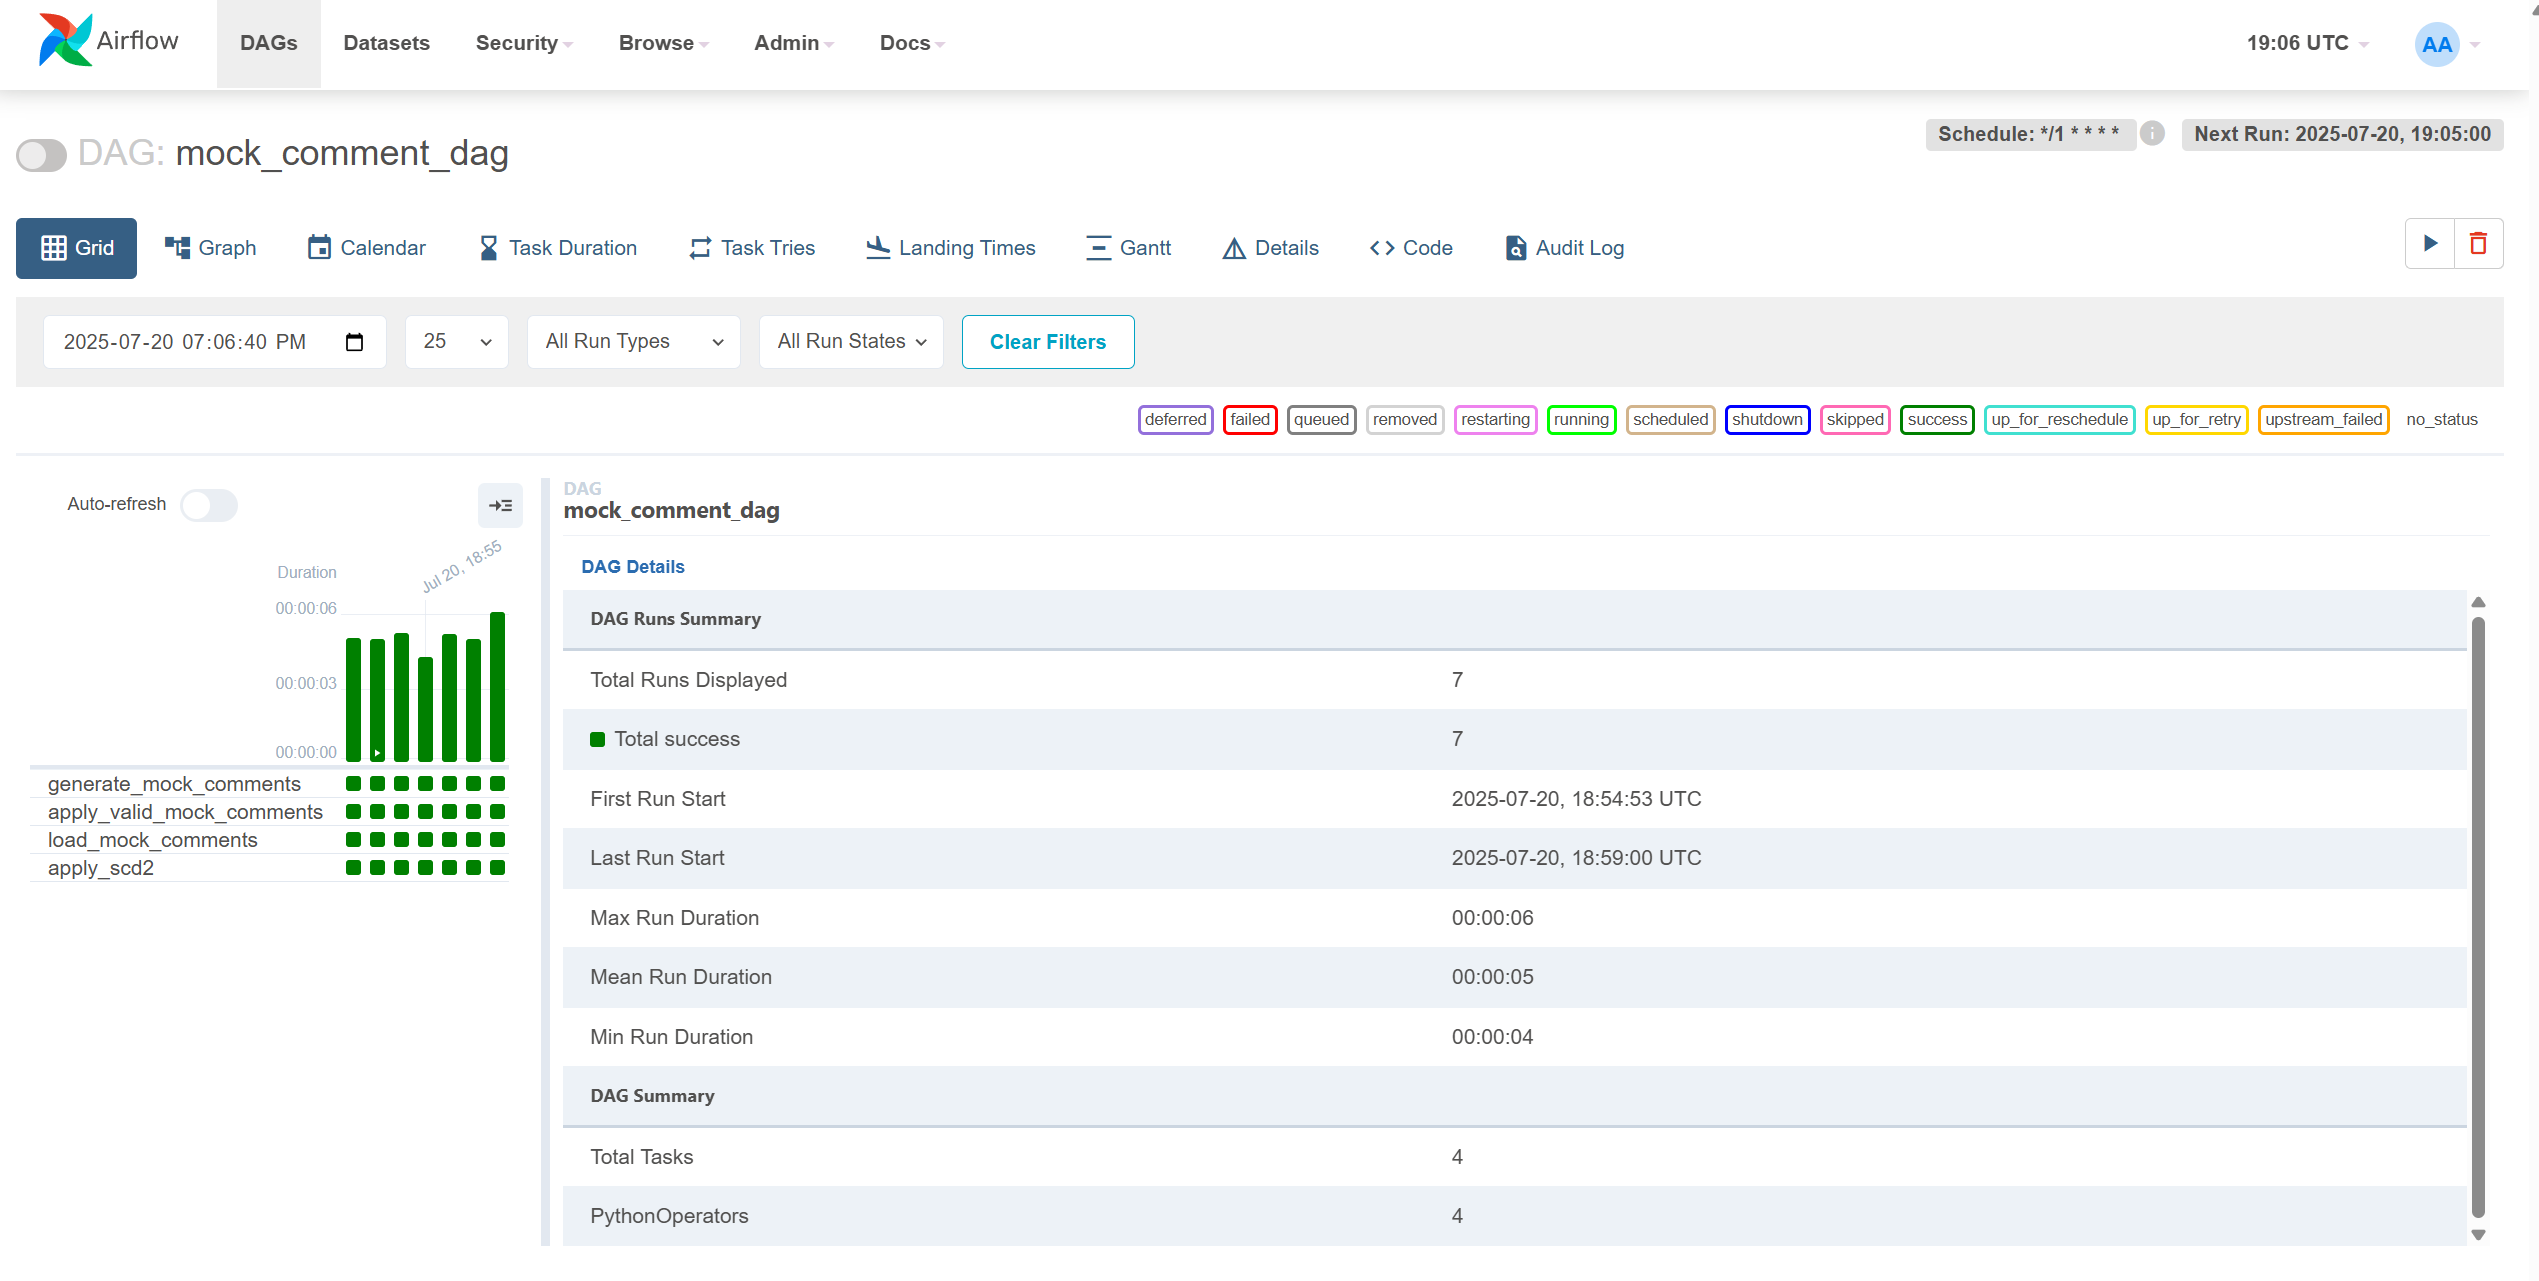 Airflow
DAGs
Datasets
Security
Browse
Admin
Docs
19:06 UTC
AA
DAG: mock_comment_dag
Schedule: */1 * * * *
i
Next Run: 2025-07-20, 19:05:00
Grid
Graph
Calendar
Task Duration
Task Tries
Landing Times
Gantt
Details
Code
Audit Log
2025-07-20 07:06:40 PM
25
All Run Types
All Run States
Clear Filters
deferred
failed
queued
removed
restarting
running
scheduled
shutdown
skipped
success
up_for_reschedule
up_for_retry
upstream_failed
no_status
Auto-refresh
Jul 20, 18:55
Duration
00:00:06
00:00:03
00:00:00
generate_mock_comments
apply_valid_mock_comments
load_mock_comments
apply_scd2
DAG
mock_comment_dag
DAG Details
DAG Runs Summary
Total Runs Displayed 7
Total success 7
First Run Start 2025-07-20, 18:54:53 UTC
Last Run Start 2025-07-20, 18:59:00 UTC
Max Run Duration 00:00:06
Mean Run Duration 00:00:05
Min Run Duration 00:00:04
DAG Summary
Total Tasks 4
PythonOperators 4